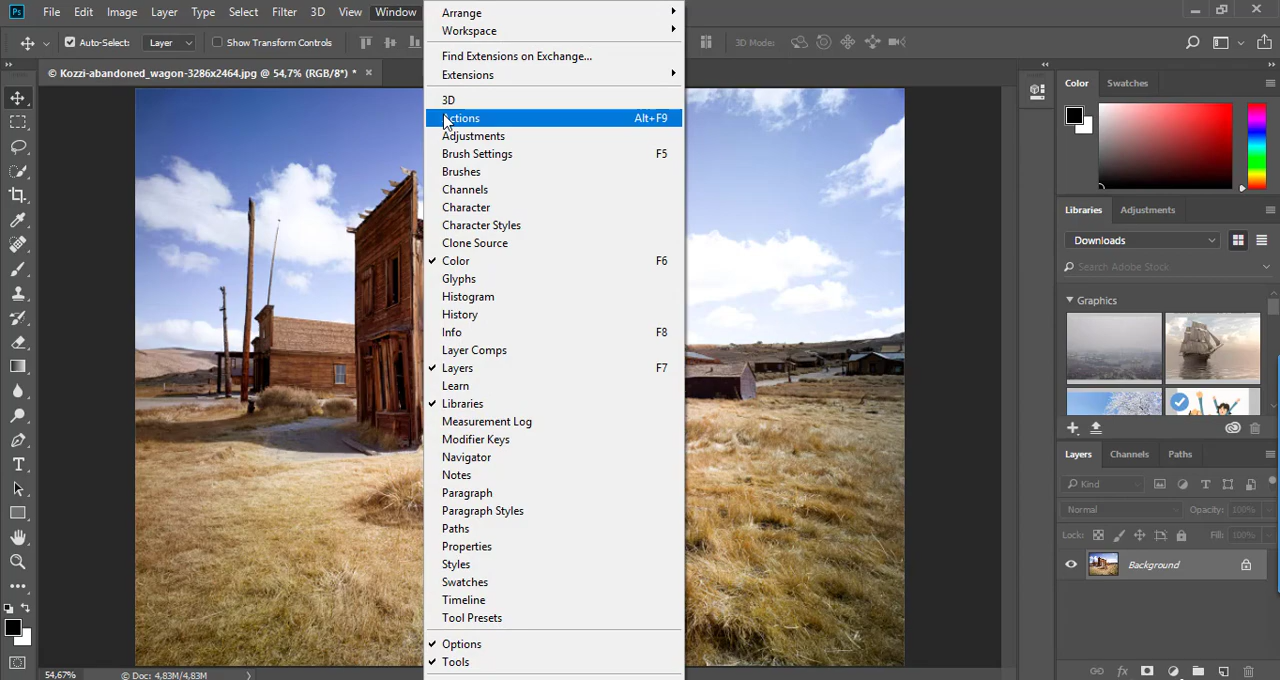 Ps File Edit Image Layer Type Select Filter 3D View Window
Auto-Select: Layer Show Transform Controls 3D Mode:
© Kozzi-abandoned_wagon-3286x2464.jpg @ 54,7% (RGB/8*) *
Arrange
Workspace
Find Extensions on Exchange...
Extensions
3D
ctions Alt+F9
Adjustments
Brush Settings F5
Brushes
Channels
Character
Character Styles
Clone Source
Color F6
Glyphs
Histogram
History
Info F8
Layer Comps
Layers F7
Learn
Libraries
Measurement Log
Modifier Keys
Navigator
Notes
Paragraph
Paragraph Styles
Paths
Properties
Styles
Swatches
Timeline
Tool Presets
Options
Tools
Color Swatches
Libraries Adjustments
Downloads
Search Adobe Stock
Graphics
Layers Channels Paths
Kind
Normal Opacity: 100%
Lock: Fill: 100%
Background
54,67% © Doc: 4,83M/4,83M